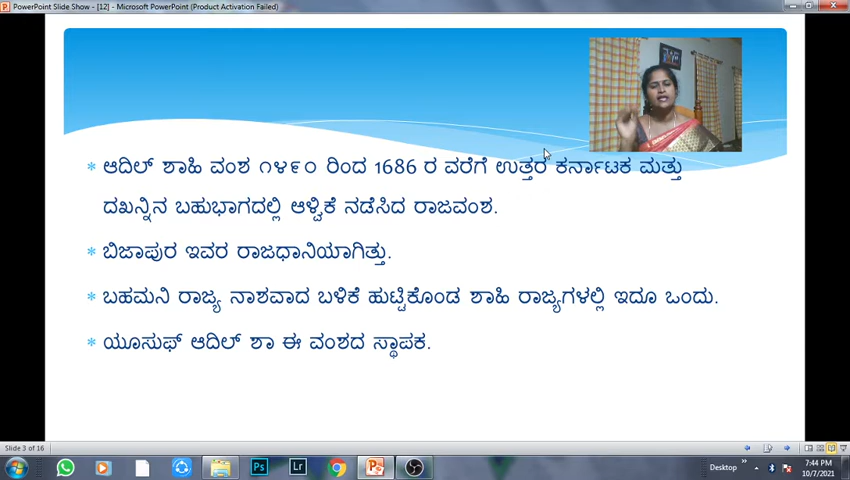 PowerPoint Slide Show - [12] - Microsoft PowerPoint (Product Activation Failed)
* ಆದಿಲ್ ಶಾಹಿ ವಂಶ ೧೪೯೦ ರಿಂದ 1686 ರ ವರೆಗೆ ಉತ್ತರ ಕರ್ನಾಟಕ ಮತ್ತು
ದಖನ್ನಿನ ಬಹುಭಾಗದಲ್ಲಿ ಆಳ್ವಿಕೆ ನಡೆಸಿದ ರಾಜವಂಶ.
* ಬಿಜಾಪುರ ಇವರ ರಾಜಧಾನಿಯಾಗಿತ್ತು.
* ಬಹಮನಿ ರಾಜ್ಯ ನಾಶವಾದ ಬಳಿಕೆ ಹುಟ್ಟಿಕೊಂಡ ಶಾಹಿ ರಾಜ್ಯಗಳಲ್ಲಿ ಇದೂ ಒಂದು.
* ಯೂಸುಫ್ ಆದಿಲ್ ಶಾ ಈ ವಂಶದ ಸ್ಥಾಪಕ.
Slide 3 of 16
Ps
Lr
Desktop
7:44 PM
10/7/2021